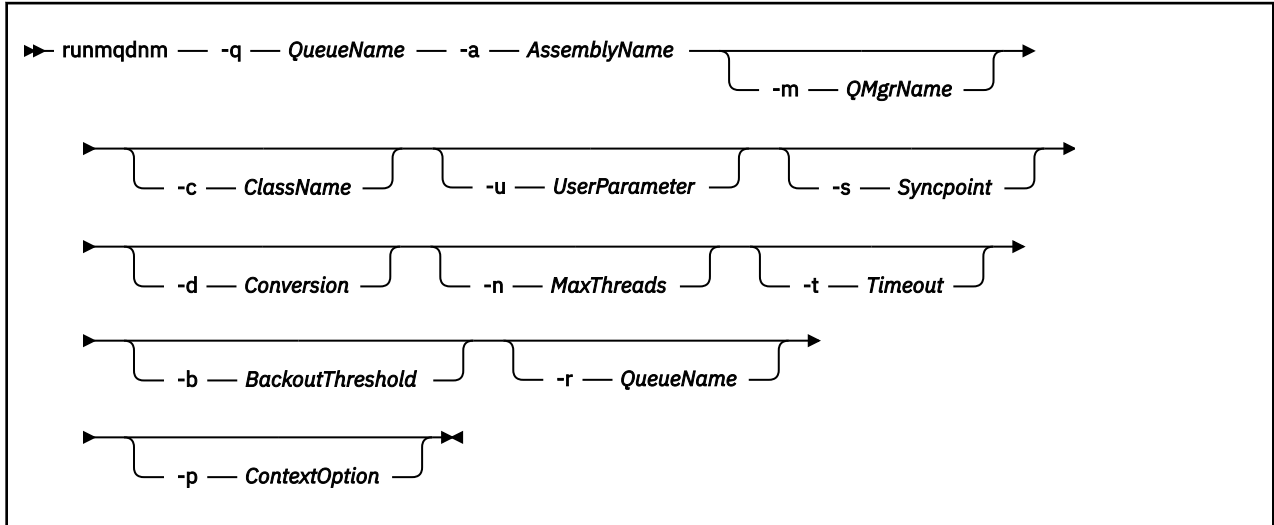 runmqdnm -q QueueName -a AssemblyName
-m QMgrName
-c ClassName -u UserParameter -s Syncpoint
-d Conversion -n MaxThreads -t Timeout
-b BackoutThreshold -r QueueName
-p ContextOption